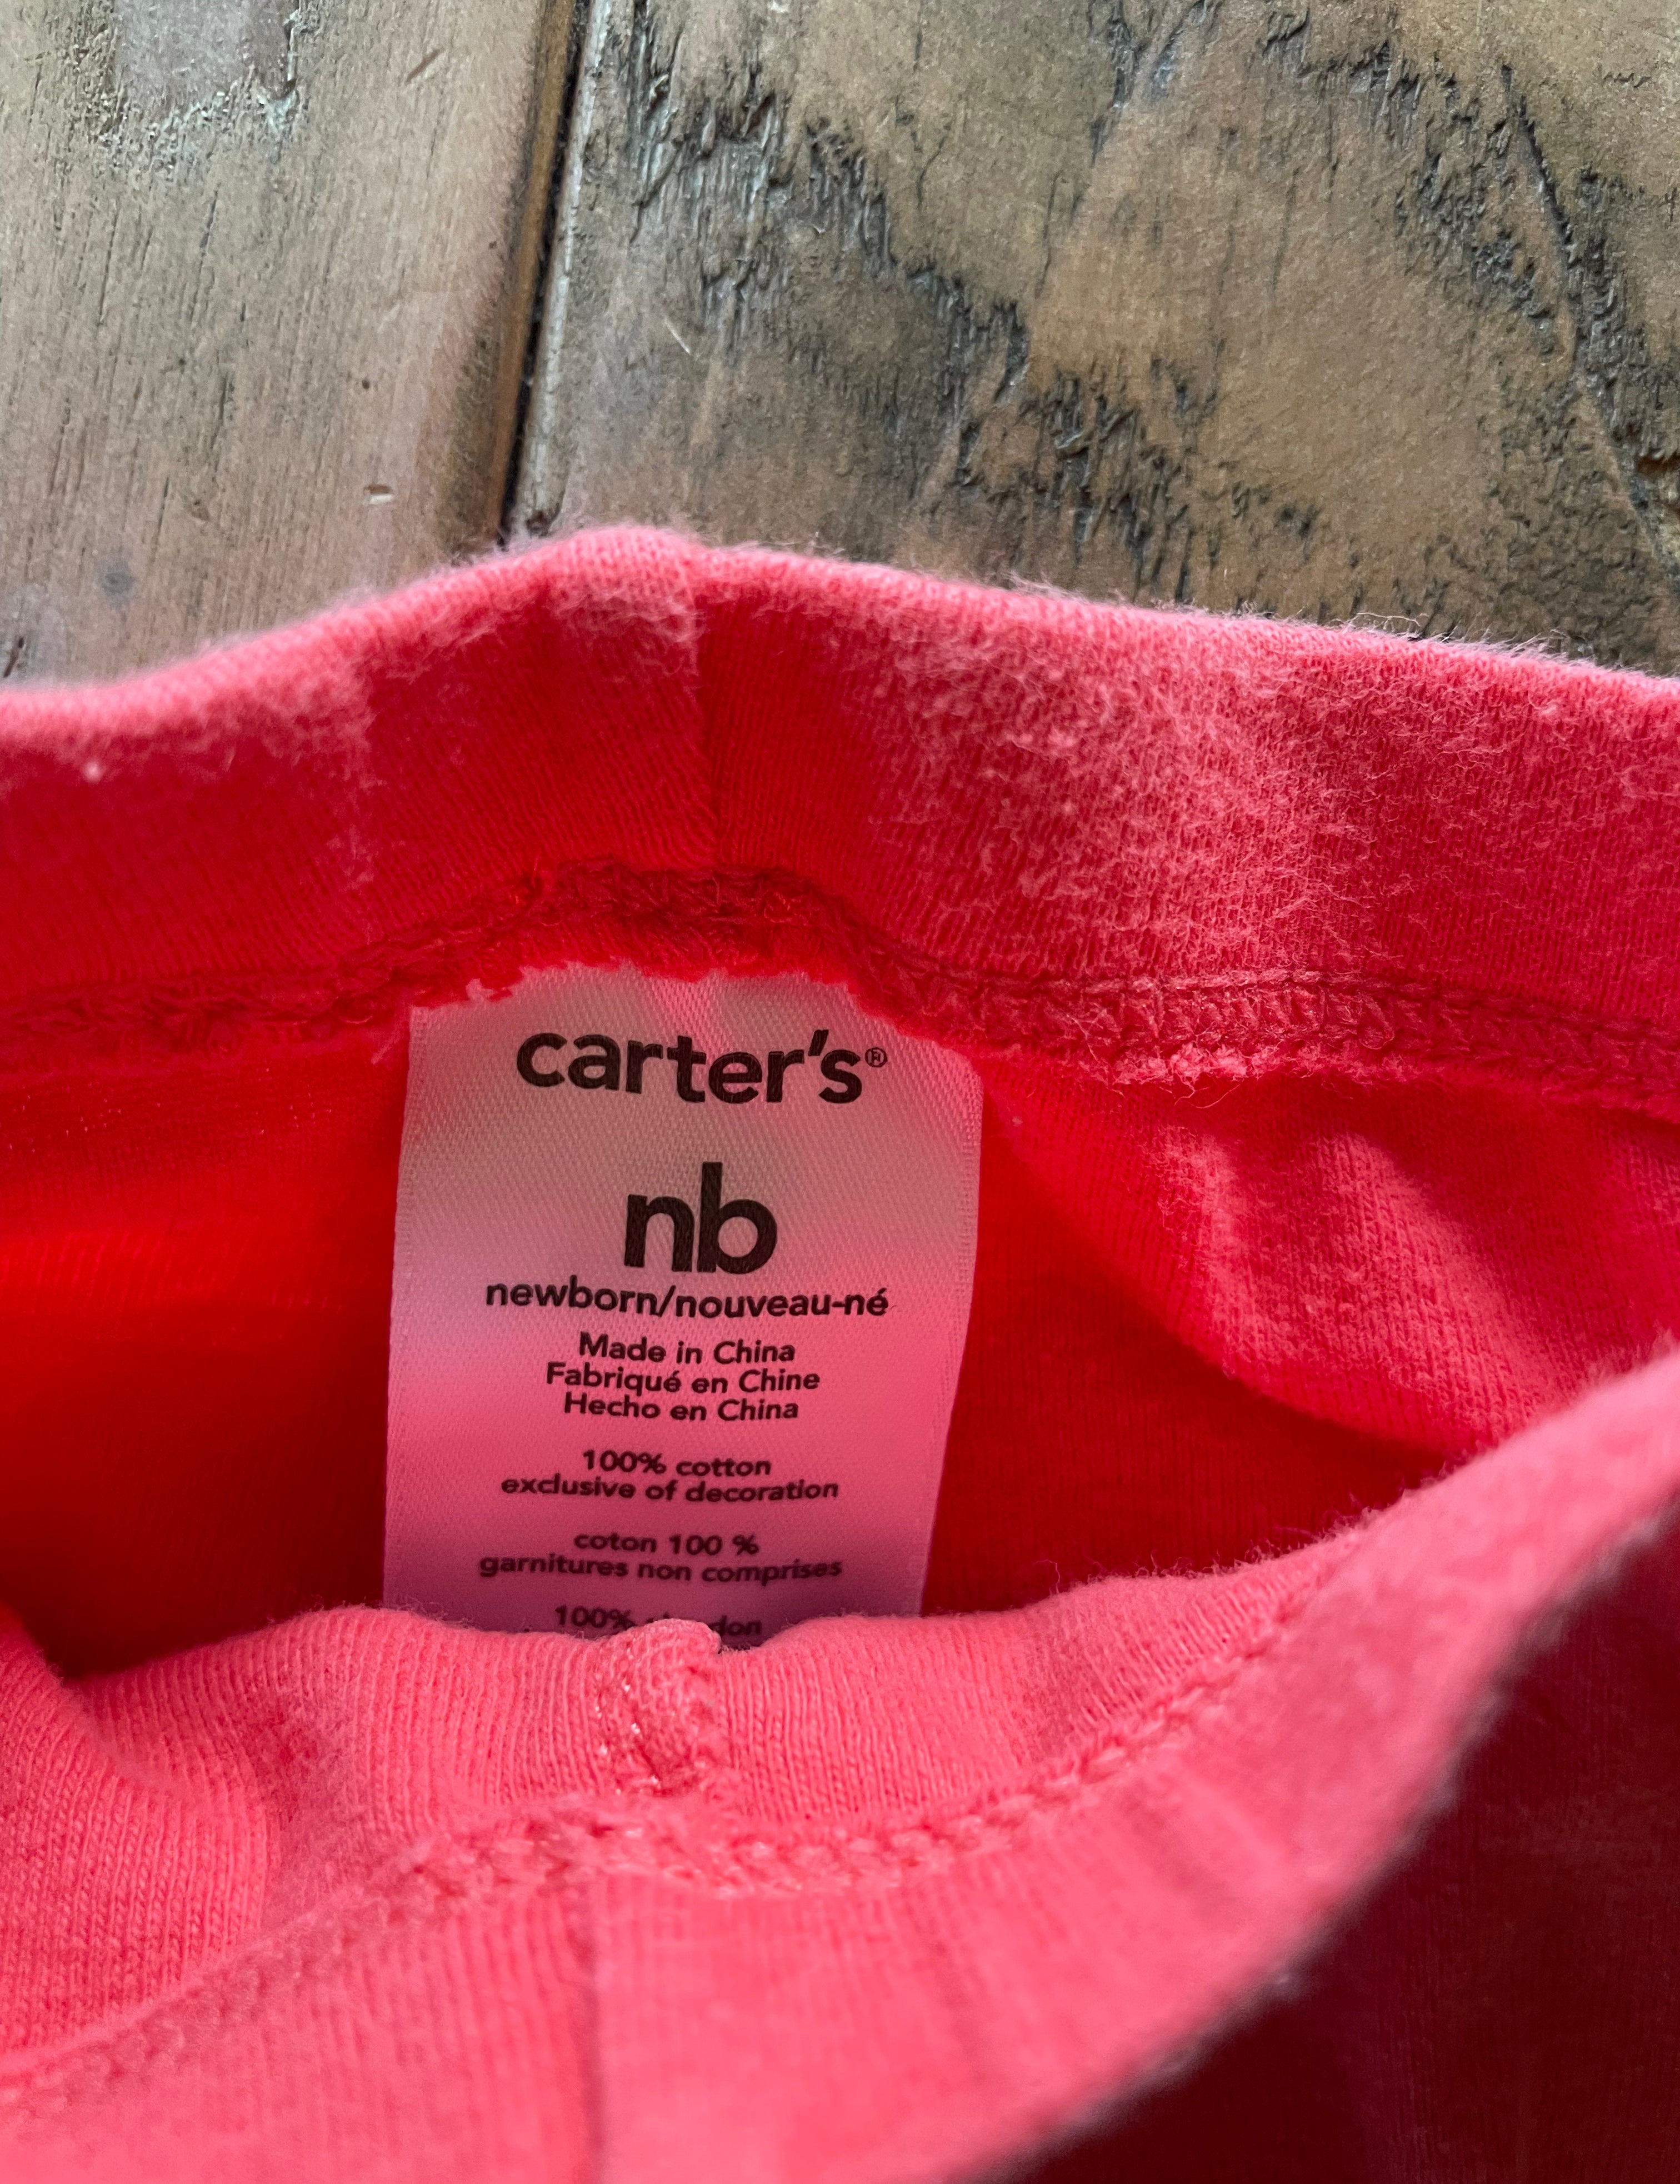 carter's®
nb
newborn/nouveau-né
Made in China
Fabriqué en Chine
Hecho en China
100% cotton
exclusive of decoration
coton 100 %
garnitures non comprises
100%